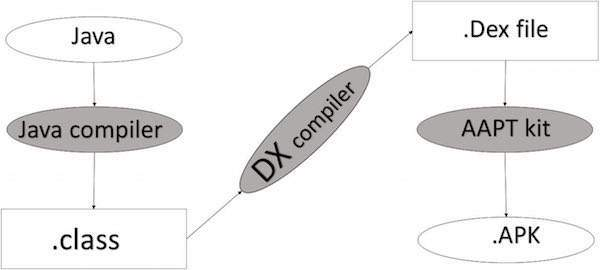 Java
Java compiler
.class
DX compiler
.Dex file
AAPT kit
.APK